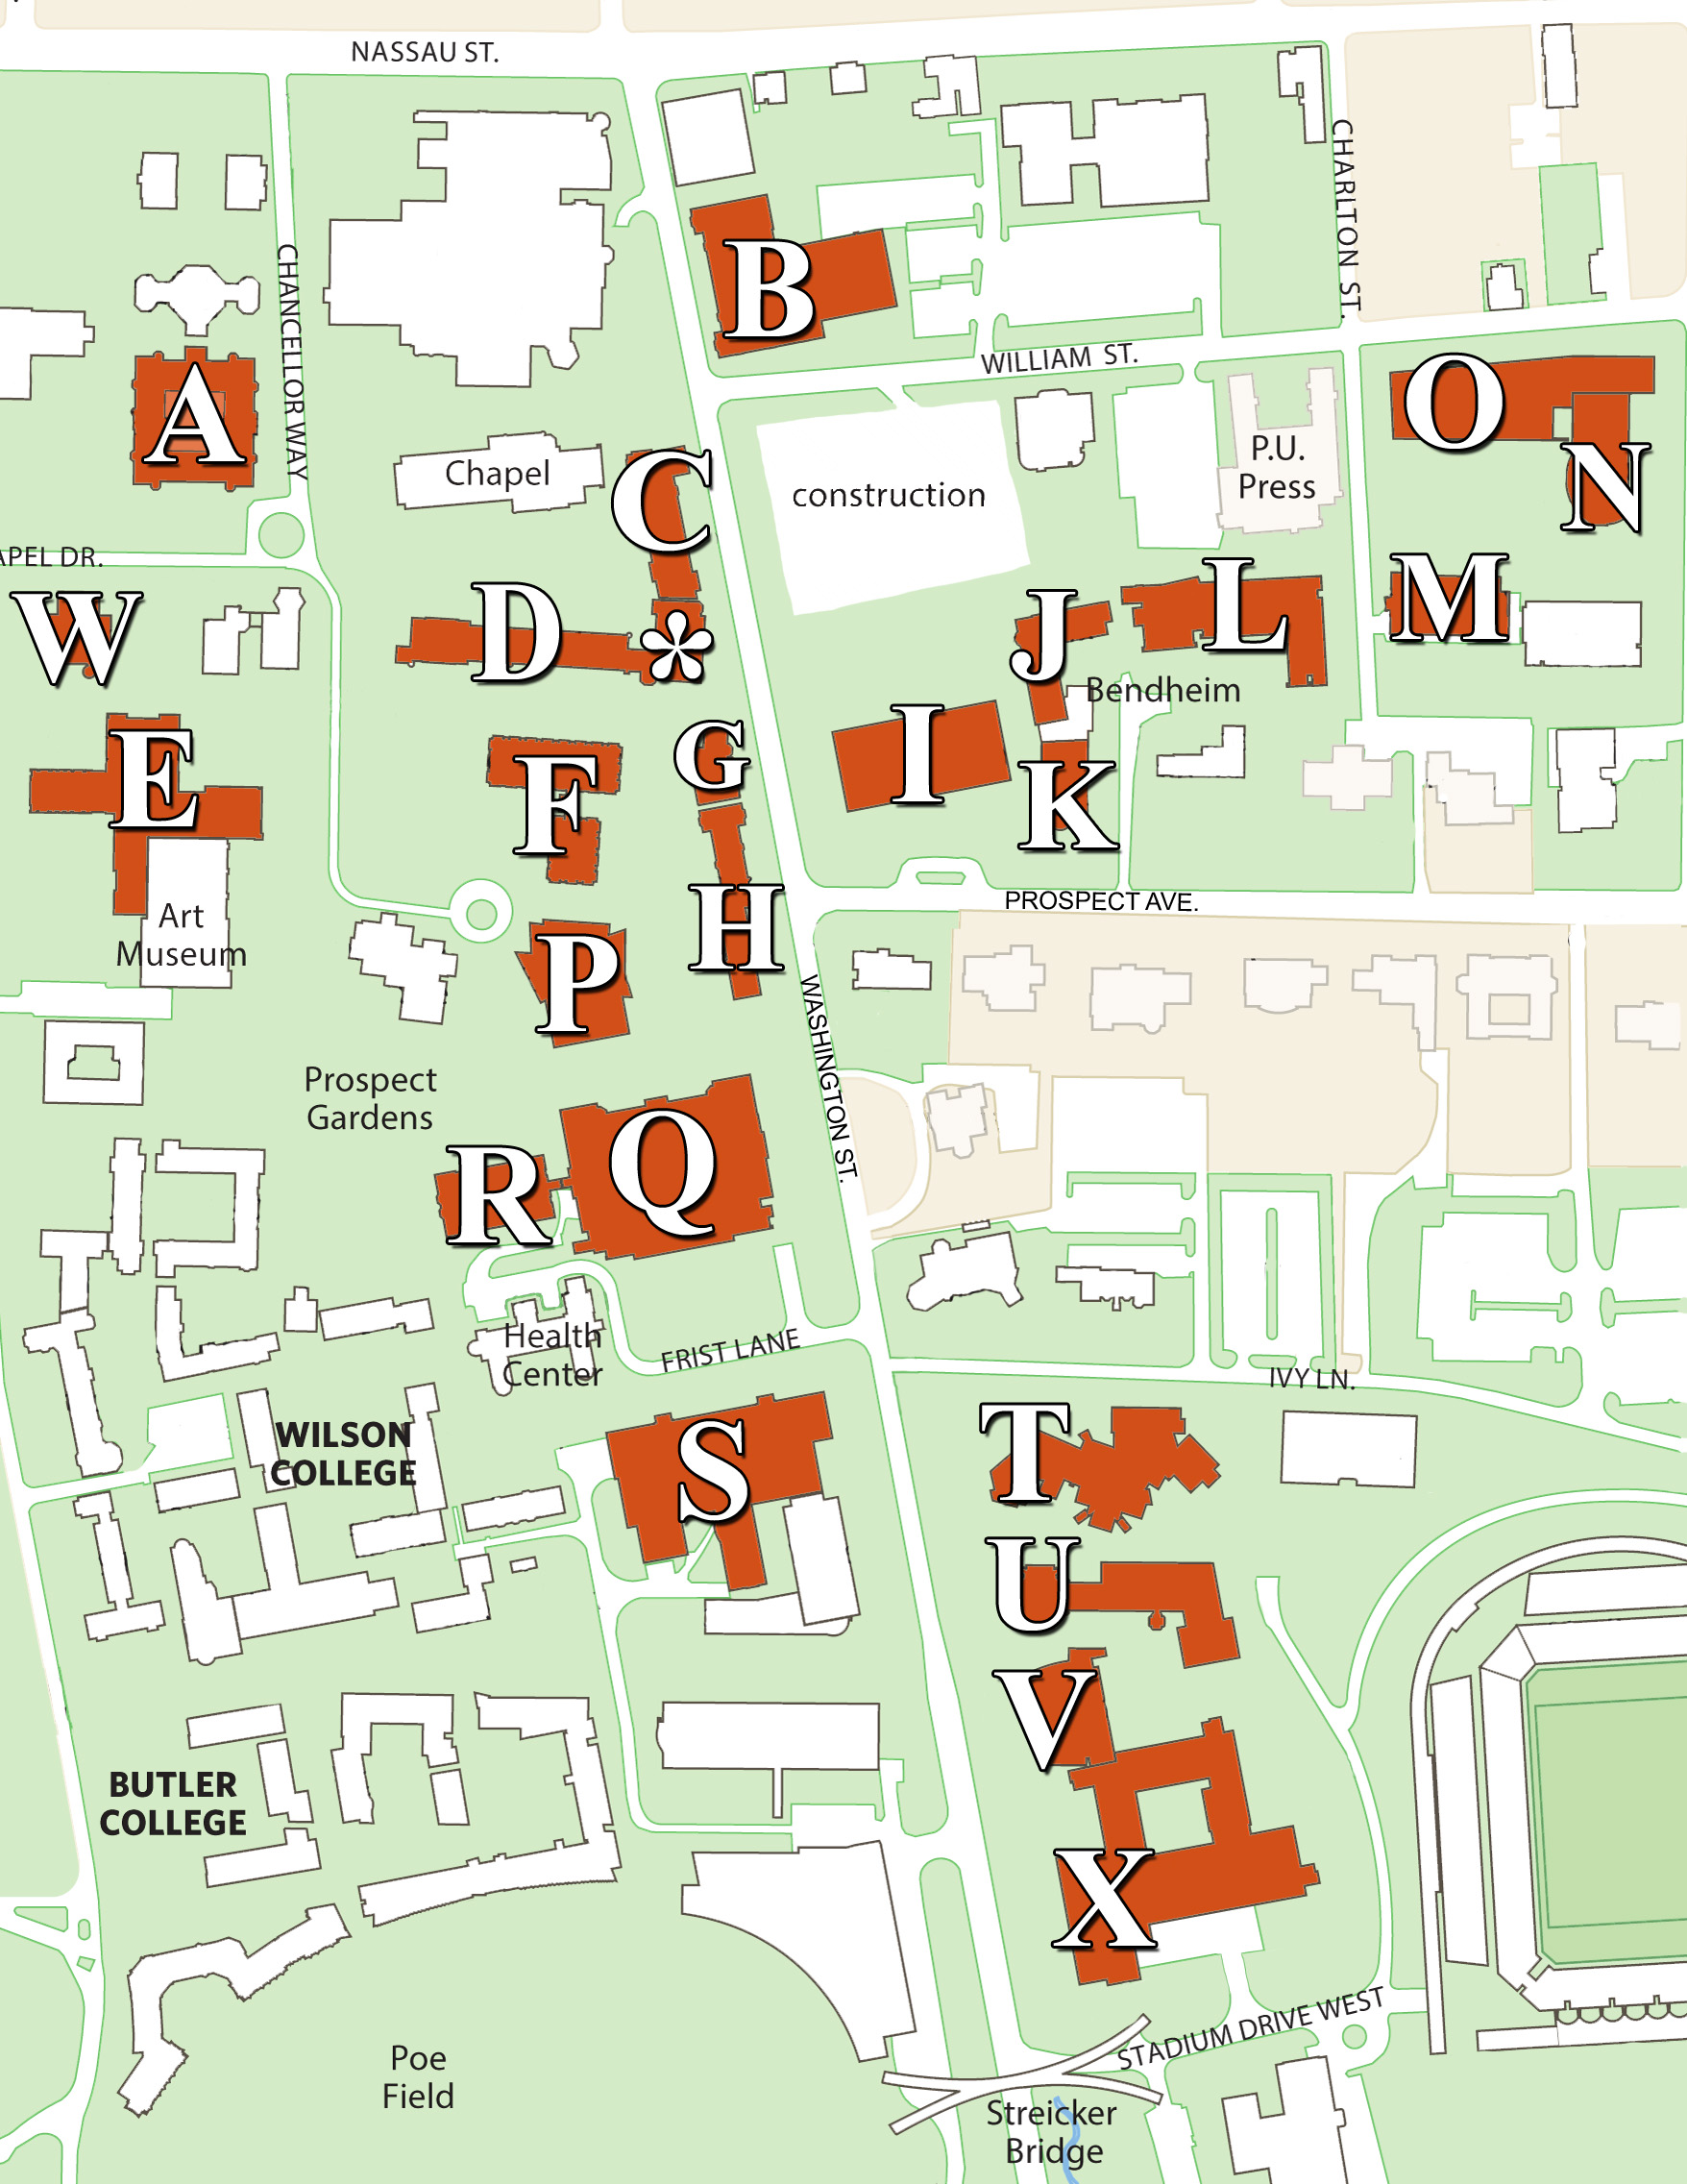 NASSAU ST.
CHARLTON ST.
CHANCELLOR WAY
B
WILLIAM ST.
A
O
P.U.
Press
Chapel
C
construction
N
APEL DR.
W
D
*
J
L
M
Bendheim
E
F
G
I
K
Art
Museum
PROSPECT AVE.
H
P
WASHINGTON ST.
Prospect
Gardens
Q
R
Health
Center
FRIST LANE
IVY LN.
WILSON
COLLEGE
S
T
U
V
BUTLER
COLLEGE
X
STADIUM DRIVE WEST
Poe
Field
Streicker
Bridge